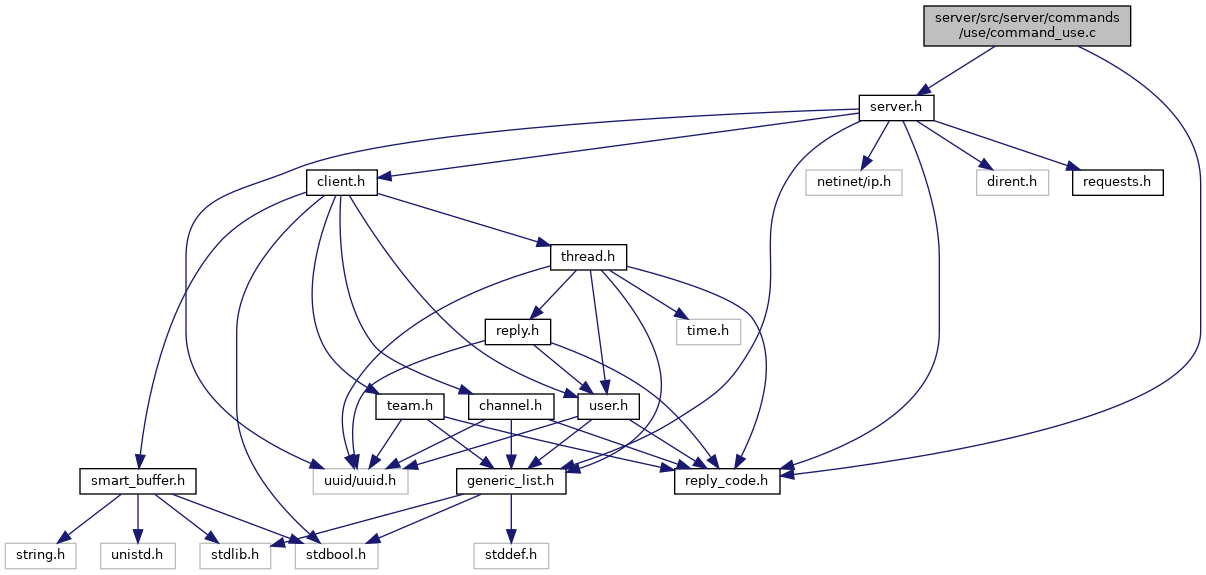 server/src/server/commands
/use/command_use.c
server.h
client.h
netinet/ip.h
dirent.h
requests.h
thread.h
reply.h
time.h
team.h
channel.h
user.h
smart_buffer.h
uuid/uuid.h
generic_list.h
reply_code.h
string.h
unistd.h
stdlib.h
stdbool.h
stddef.h